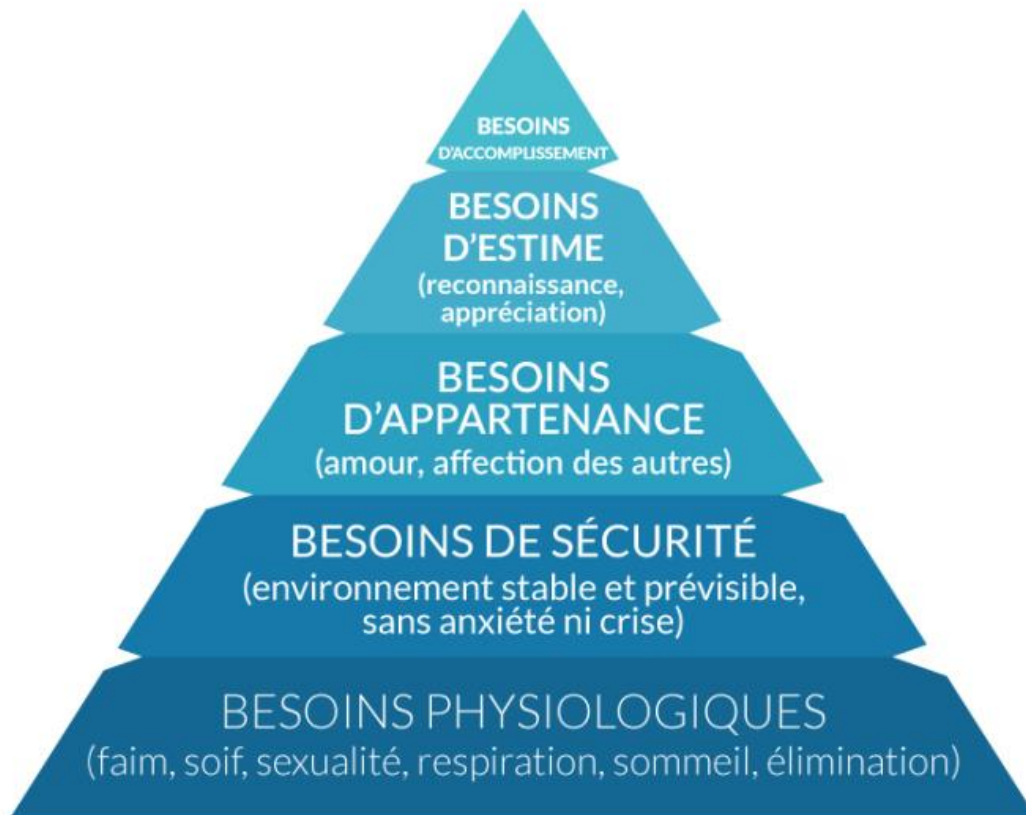 BESOINS
D'ACCOMPLISSEMENT
BESOINS
D'ESTIME
(reconnaissance,
appréciation)
BESOINS
D'APPARTENANCE
(amour, affection des autres)
BESOINS DE SÉCURITÉ
(environnement stable et prévisible,
sans anxiété ni crise)
BESOINS PHYSIOLOGIQUES
(faim, soif, sexualité, respiration, sommeil, élimination)